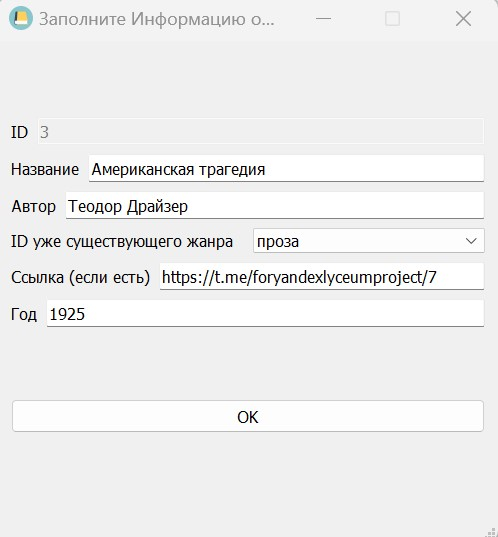 Заполните Информацию о...
ID 3
Название Американская трагедия
Автор Теодор Драйзер
ID уже существующего жанра проза
Ссылка (если есть) https://t.me/foryandexlyceumproject/7
Год 1925
OK